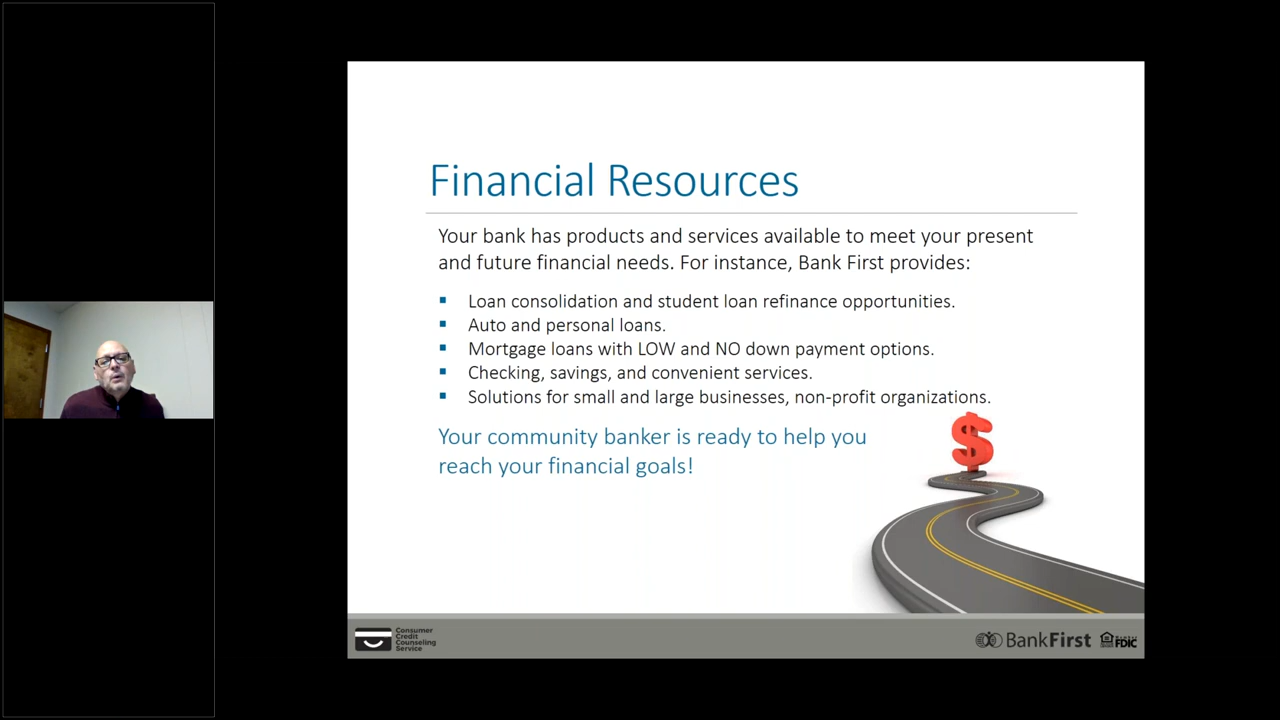 Financial Resources
Your bank has products and services available to meet your present
and future financial needs. For instance, Bank First provides:
Loan consolidation and student loan refinance opportunities.
Auto and personal loans.
Mortgage loans with LOW and NO down payment options.
Checking, savings, and convenient services.
Solutions for small and large businesses, non-profit organizations.
Your community banker is ready to help you
reach your financial goals!
Consumer
Credit
Counseling
Service
BankFirst
FDIC